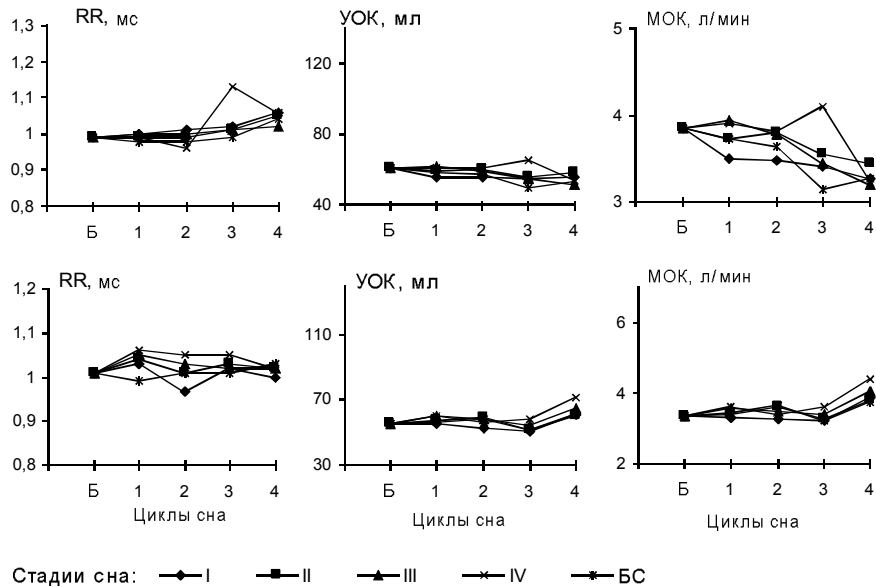 RR, мс
1,3
1,2
1,1
1
0,9
0,8
Б 1 2 3 4
УОК, мл
120
80
40
Б 1 2 3 4
МОК, л/мин
5
4
3
Б 1 2 3 4
RR, мс
1,2
1,1
1
0,9
0,8
Б 1 2 3 4
Циклы сна
УОК, мл
110
70
30
Б 1 2 3 4
Циклы сна
МОК, л/мин
6
4
2
Б 1 2 3 4
Циклы сна
Стадии сна: I II III IV БС